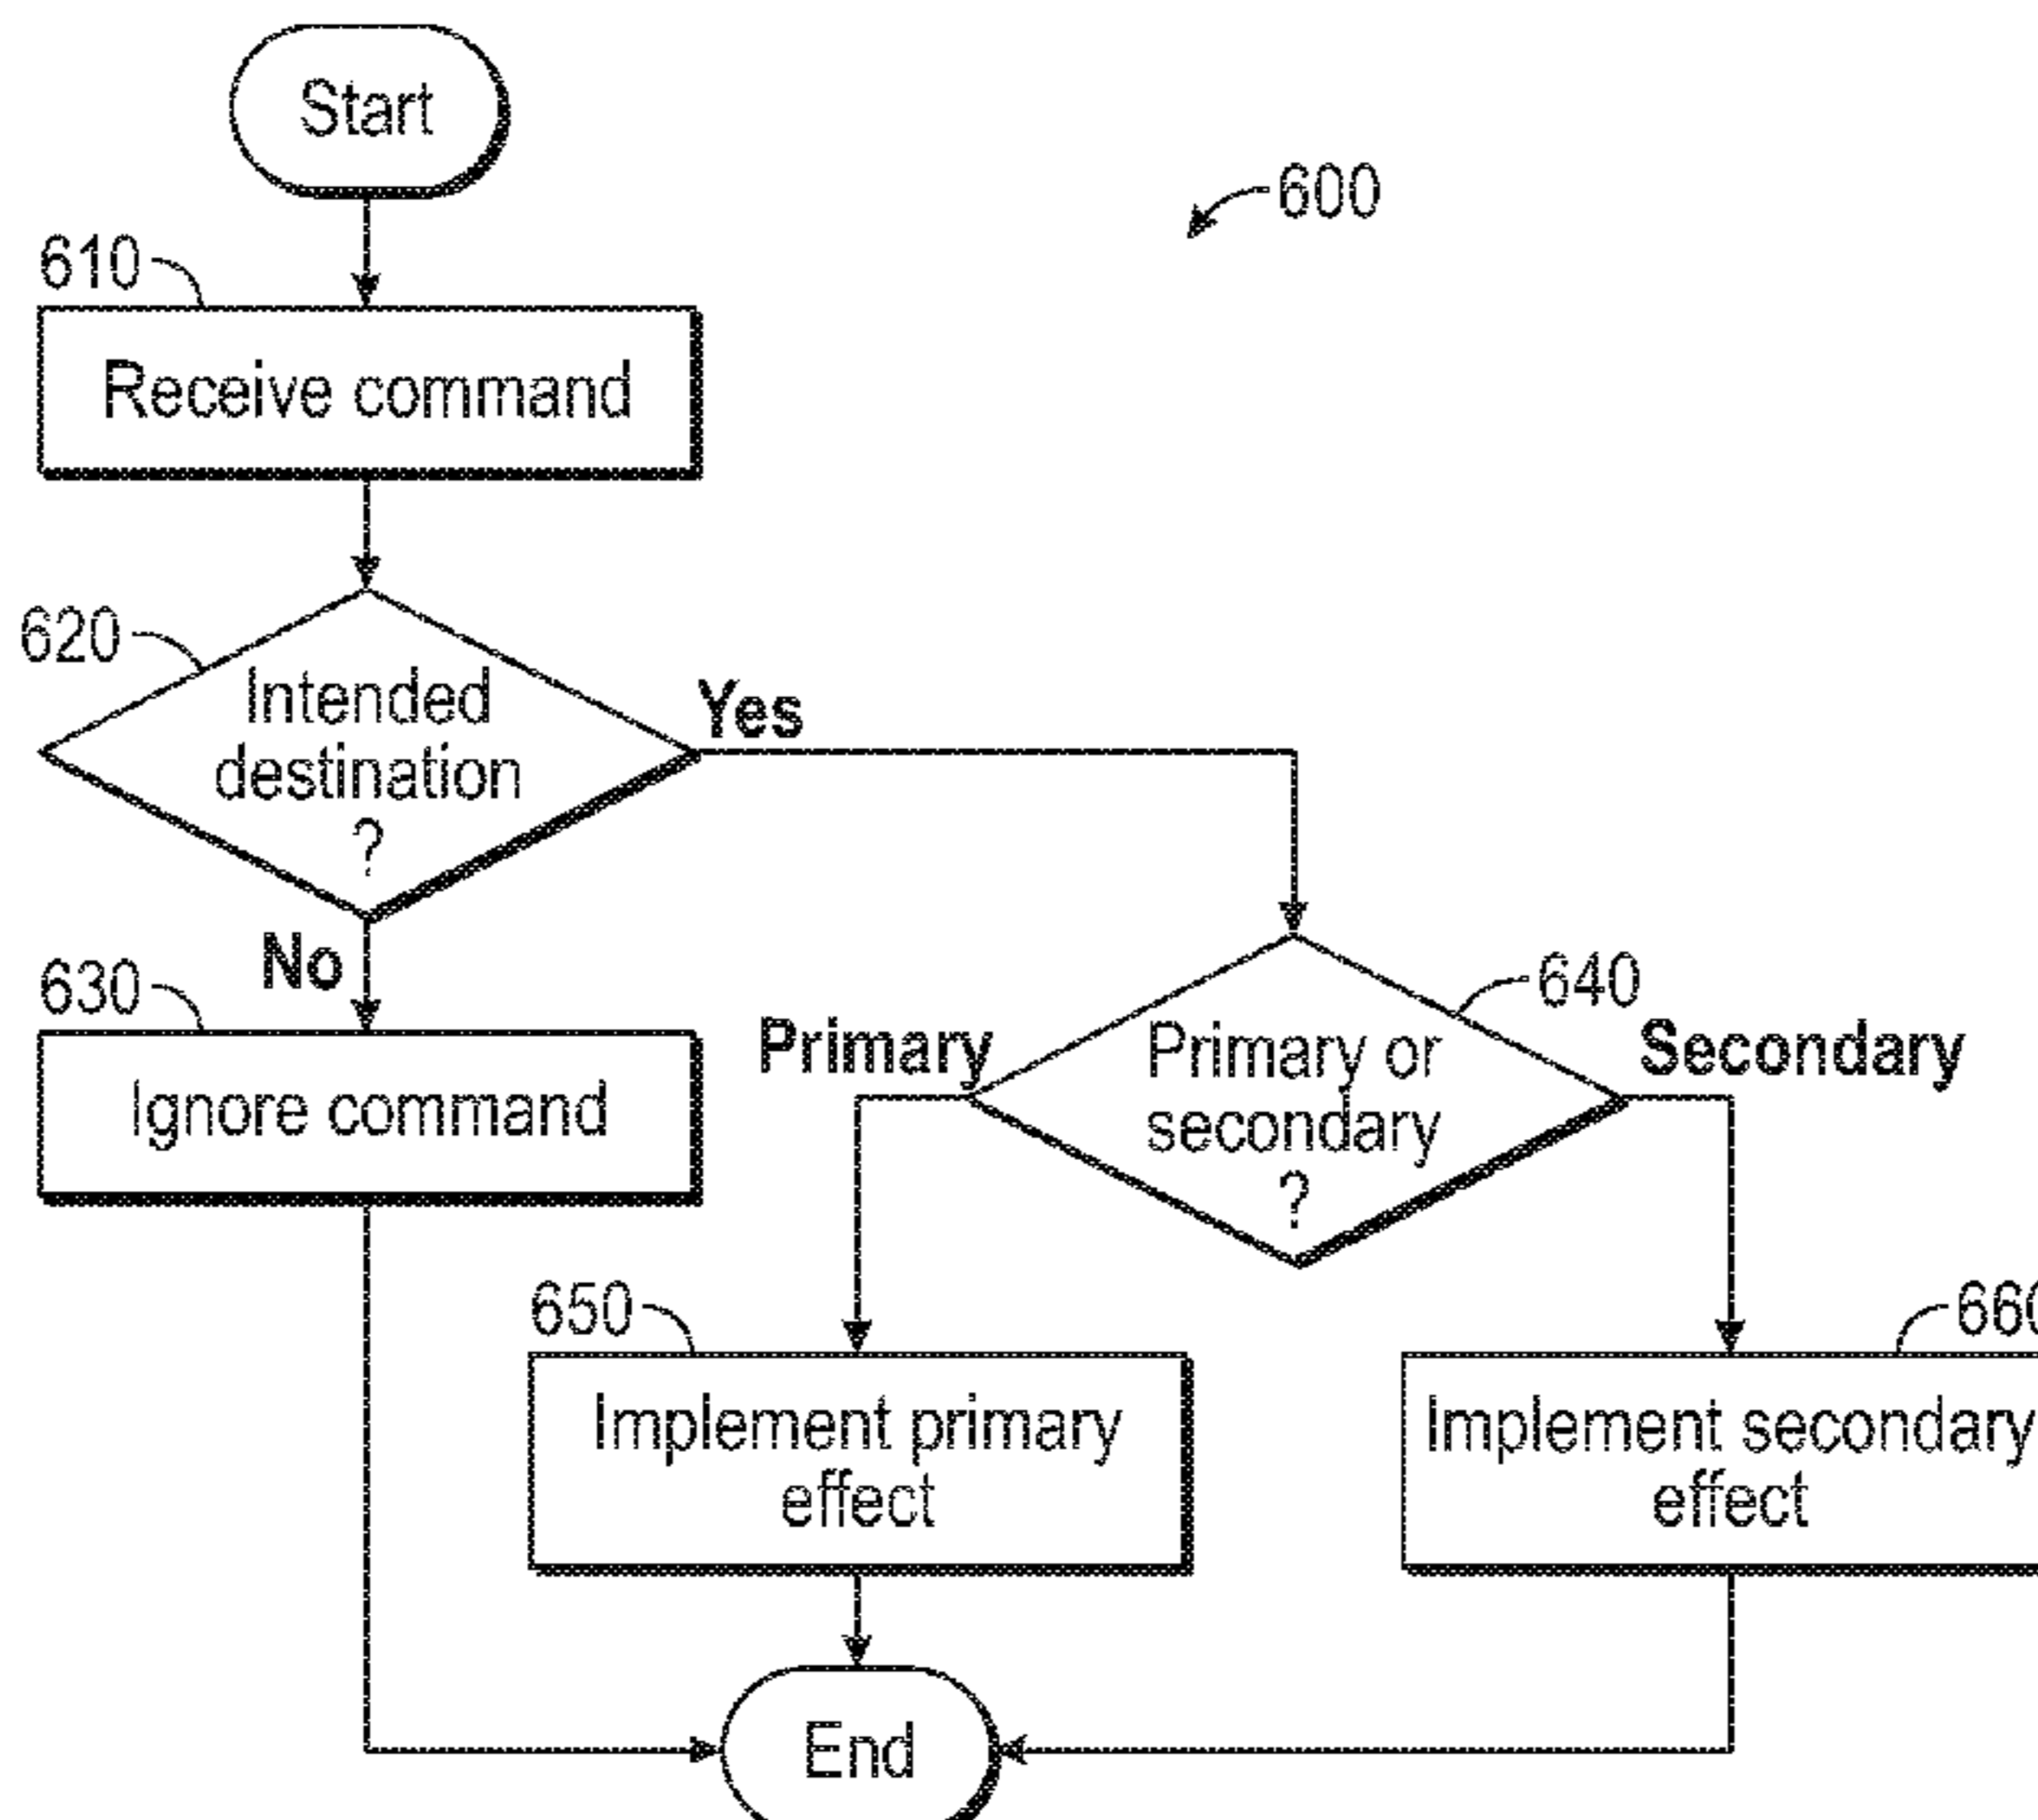 Start
600
610
Receive command
620
Intended
destination
?
Yes
No
630
Ignore command
640
Primary
Primary or
secondary
?
Secondary
650
Implement primary
effect
660
Implement secondary
effect
End